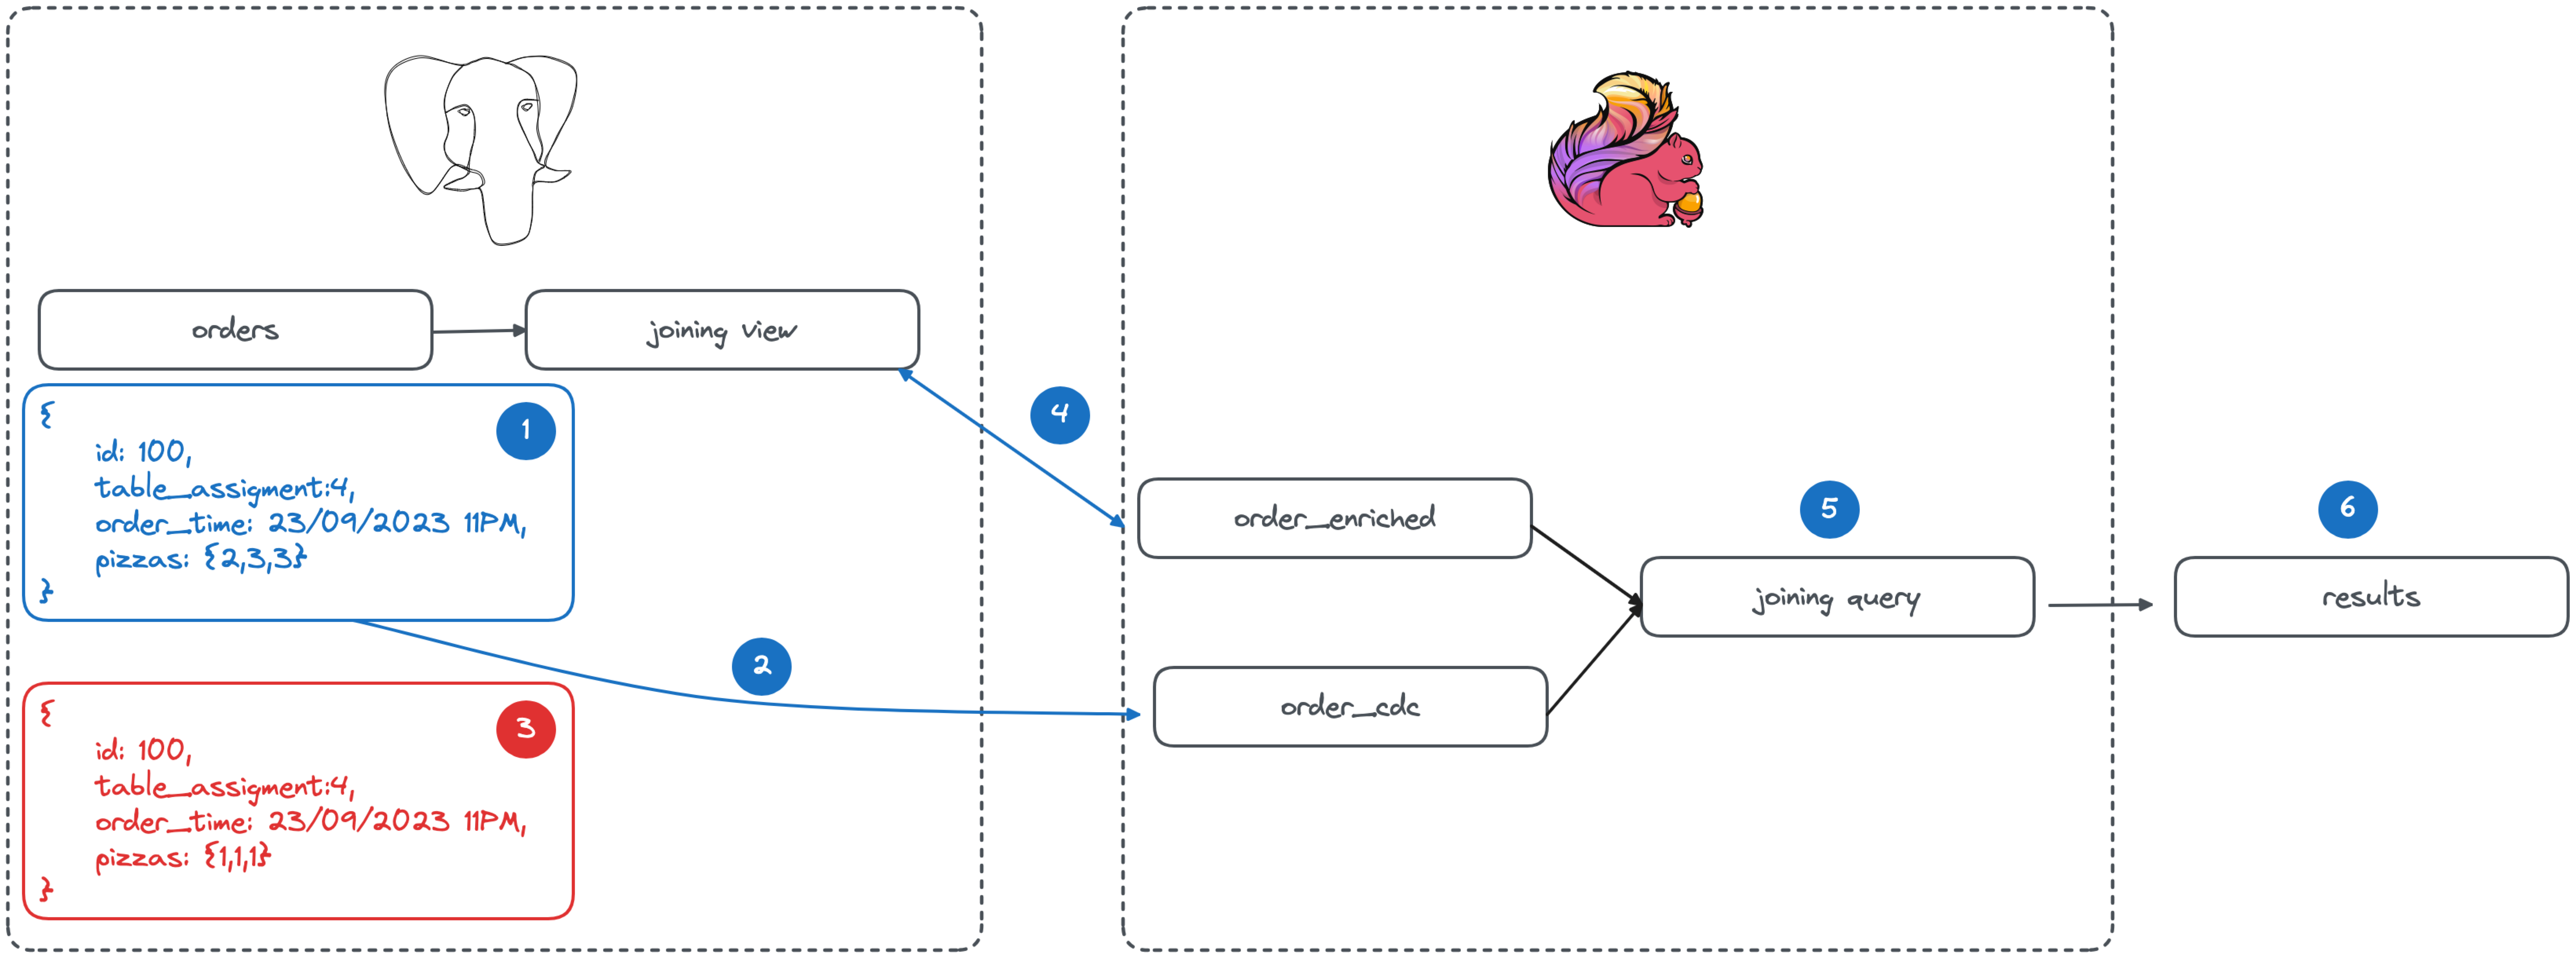 orders
joining view
{
1
id: 100,
table_assigment:4,
order_time: 23/09/2023 11PM,
pizzas: {2,3,3}
}
2
{
3
id: 100,
table_assigment:4,
order_time: 23/09/2023 11PM,
pizzas: {1,1,1}
}
4
order_enriched
order_cdc
5
joining query
6
results